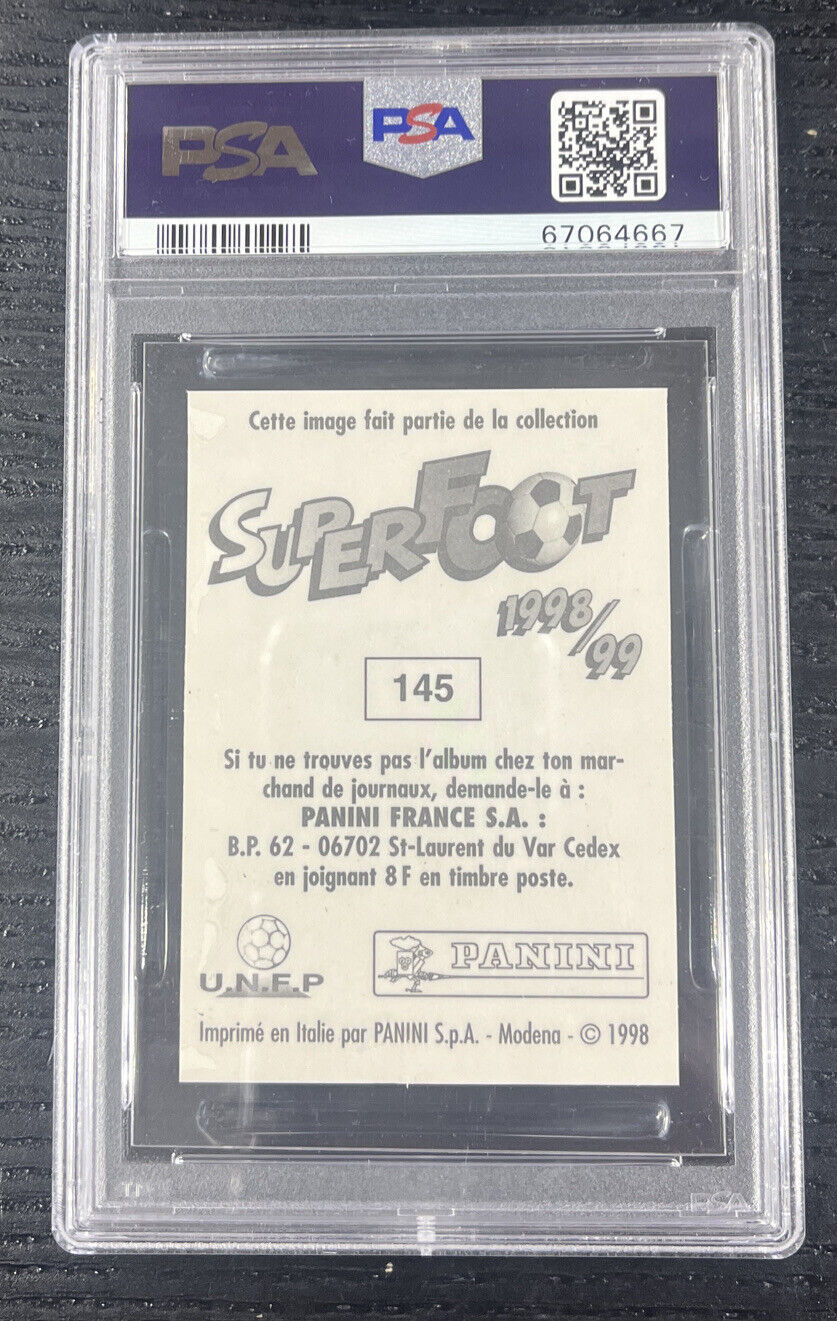 PSA PSA
67064667
Cette image fait partie de la collection
SUPERFOOT
1998/99
145
Si tu ne trouves pas l'album chez ton mar-
chand de journaux, demande-le à :
PANINI FRANCE S.A. :
B.P. 62 - 06702 St-Laurent du Var Cedex
en joignant 8 F en timbre poste.
U.N.F.P
PANINI
Imprimé en Italie par PANINI S.p.A. - Modena - © 1998
PSA